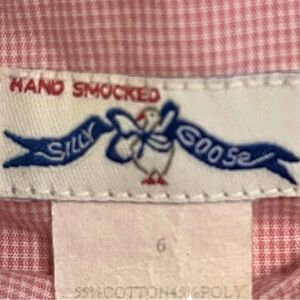 HAND SMOCKED
SILLY GOOSE
6
55%COTTON45%POLY